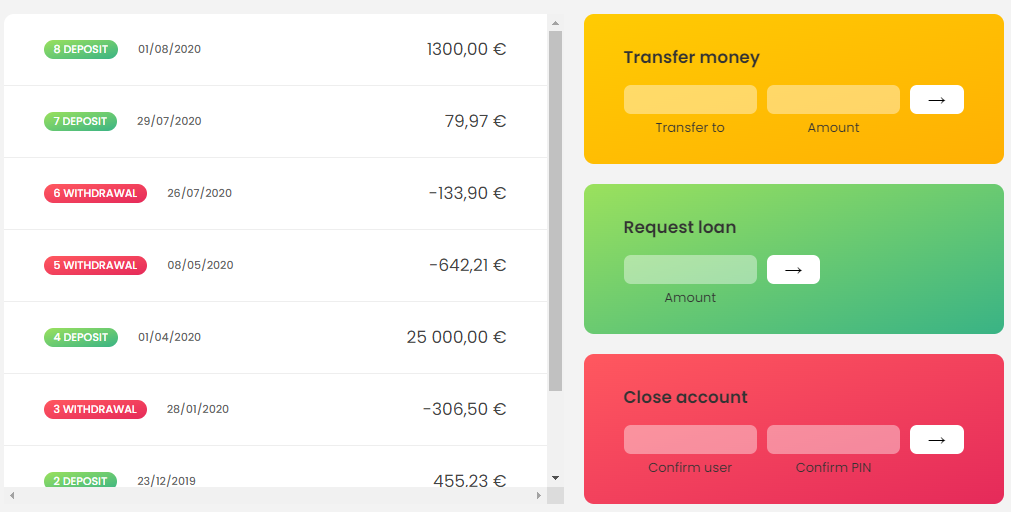 8 DEPOSIT 01/08/2020 1300,00 €
7 DEPOSIT 29/07/2020 79,97 €
6 WITHDRAWAL 26/07/2020 -133,90 €
5 WITHDRAWAL 08/05/2020 -642,21 €
4 DEPOSIT 01/04/2020 25 000,00 €
3 WITHDRAWAL 28/01/2020 -306,50 €
2 DEPOSIT 23/12/2019 455,23 €
Transfer money
→
Transfer to Amount
Request loan
→
Amount
Close account
→
Confirm user Confirm PIN